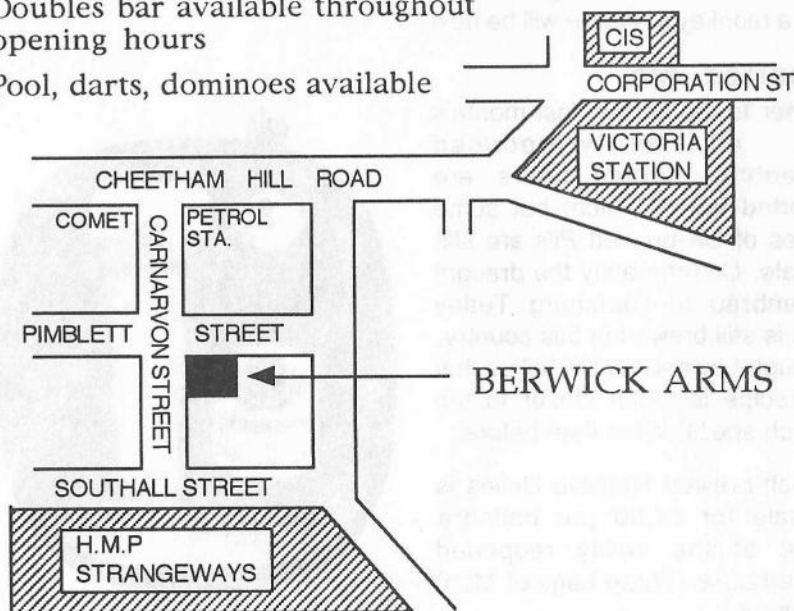 Doubles bar available throughout
opening hours
Pool, darts, dominoes available
CIS
CORPORATION ST
VICTORIA
STATION
CHEETHAM HILL ROAD
COMET
PETROL
STA.
CARNARVON STREET
PIMBLETT STREET
BERWICK ARMS
SOUTHALL STREET
H.M.P
STRANGEWAYS